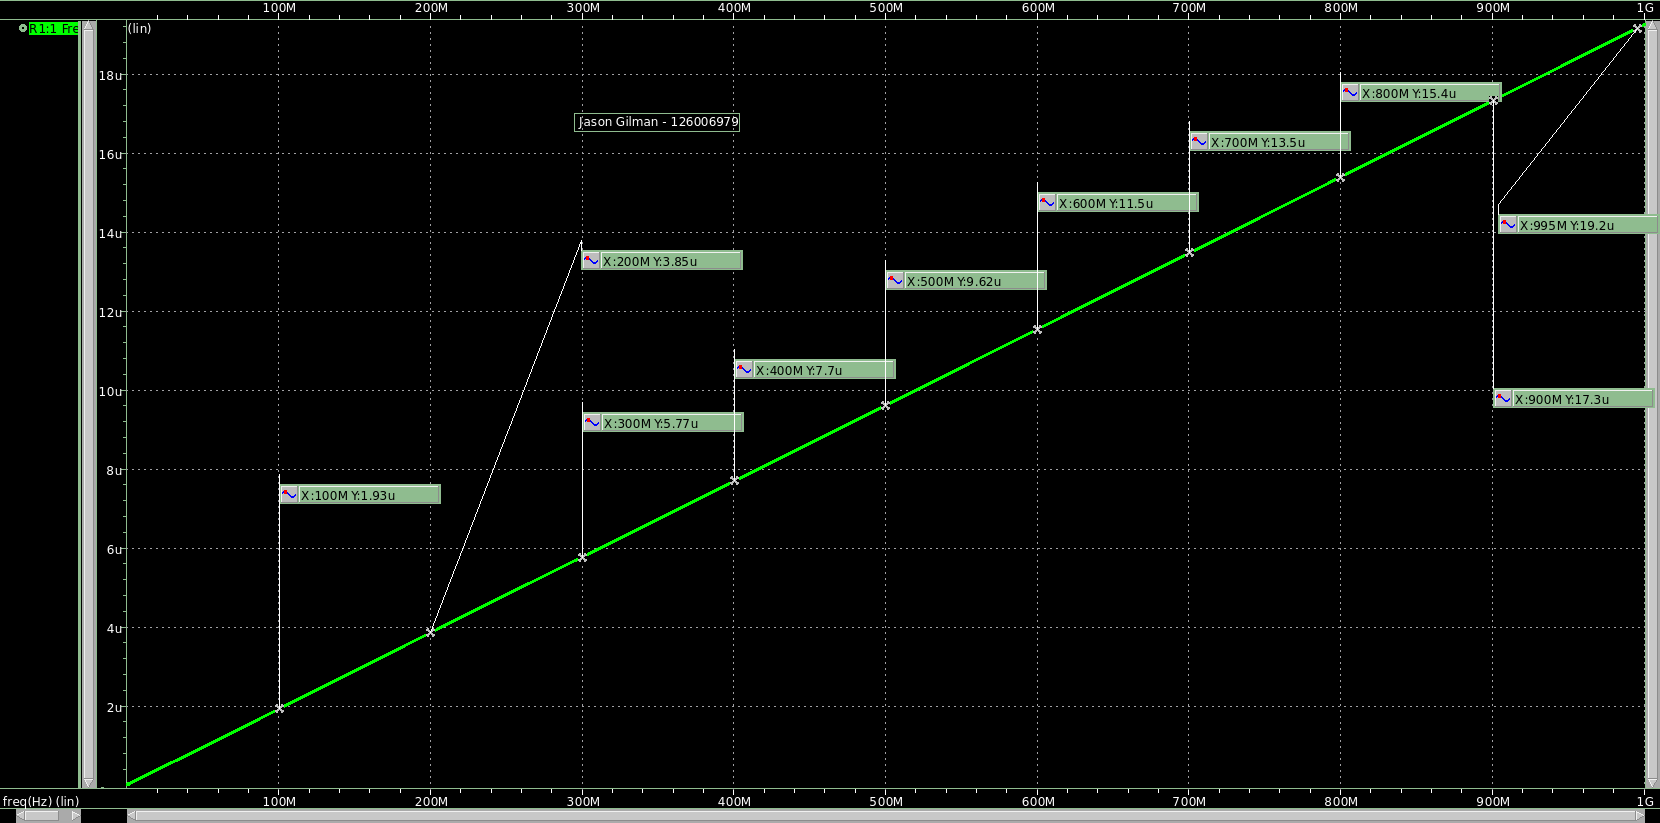 100M 200M 300M 400M 500M 600M 700M 800M 900M 1G
R1:1 Fre
(lin)
18u
X:800M Y:15.4u
Jason Gilman - 126006979
X:700M Y:13.5u
16u
X:600M Y:11.5u
X:995M Y:19.2u
14u
X:200M Y:3.85u
X:500M Y:9.62u
12u
X:400M Y:7.7u
10u
X:900M Y:17.3u
X:300M Y:5.77u
8u
X:100M Y:1.93u
6u
4u
2u
freq(Hz) (lin) 100M 200M 300M 400M 500M 600M 700M 800M 900M 1G